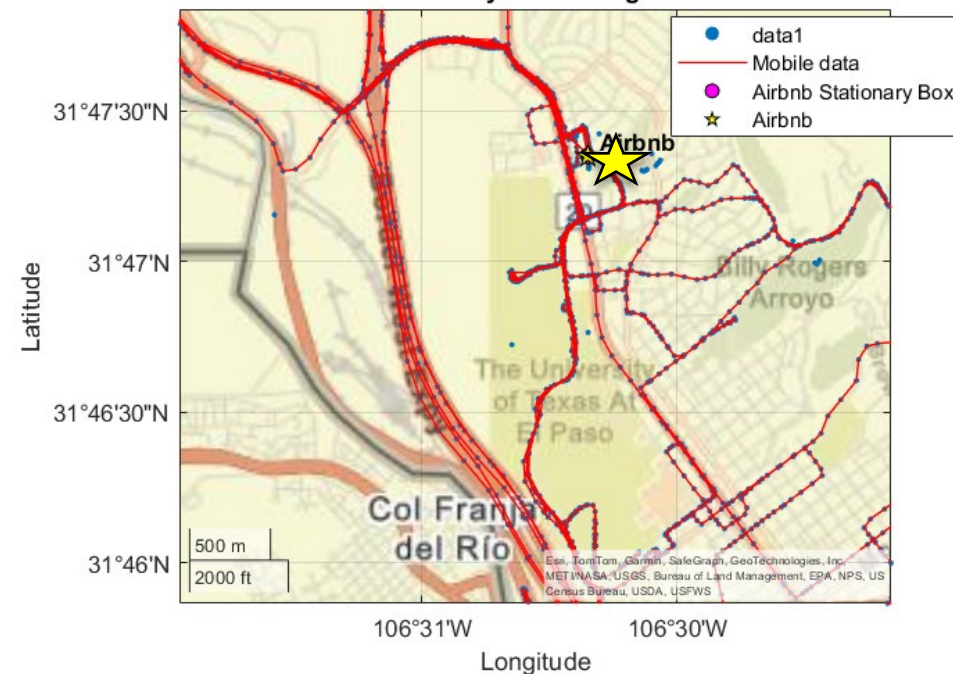 data1
Mobile data
Airbnb Stationary Box
Airbnb
31°47'30"N
31°47'N
31°46'30"N
31°46'N
Latitude
Airbnb
20
Billy Rogers
Arroyo
The University
of Texas At
El Paso
Col Franja
del Río
500 m
2000 ft
Esri, TomTom, Garmin, SafeGraph, GeoTechnologies, Inc,
METI/NASA, USGS, Bureau of Land Management, EPA, NPS, US
Census Bureau, USDA, USFWS
106°31'W
106°30'W
Longitude